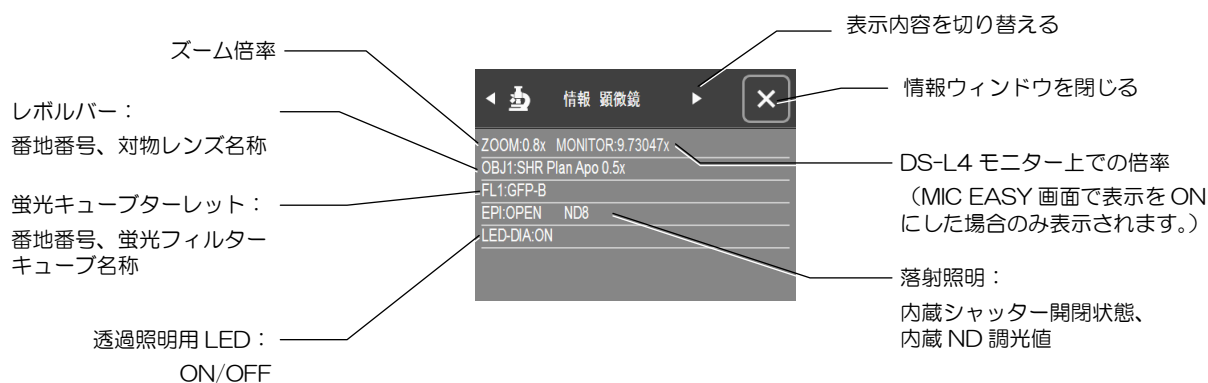 表示内容を切り替える
ズーム倍率
情報 顕微鏡
情報ウィンドウを閉じる
レボルバー：
番地番号、対物レンズ名称
ZOOM:0.8x MONITOR:9.73047x
OBJ1:SHR Plan Apo 0.5x
FL1:GFP-B
EPI:OPEN ND8
LED-DIA:ON
DS-L4 モニター上での倍率
（MIC EASY 画面で表示を ON
にした場合のみ表示されます。）
蛍光キューブターレット：
番地番号、蛍光フィルター
キューブ名称
落射照明：
内蔵シャッター開閉状態、
内蔵 ND 調光値
透過照明用 LED：
ON/OFF